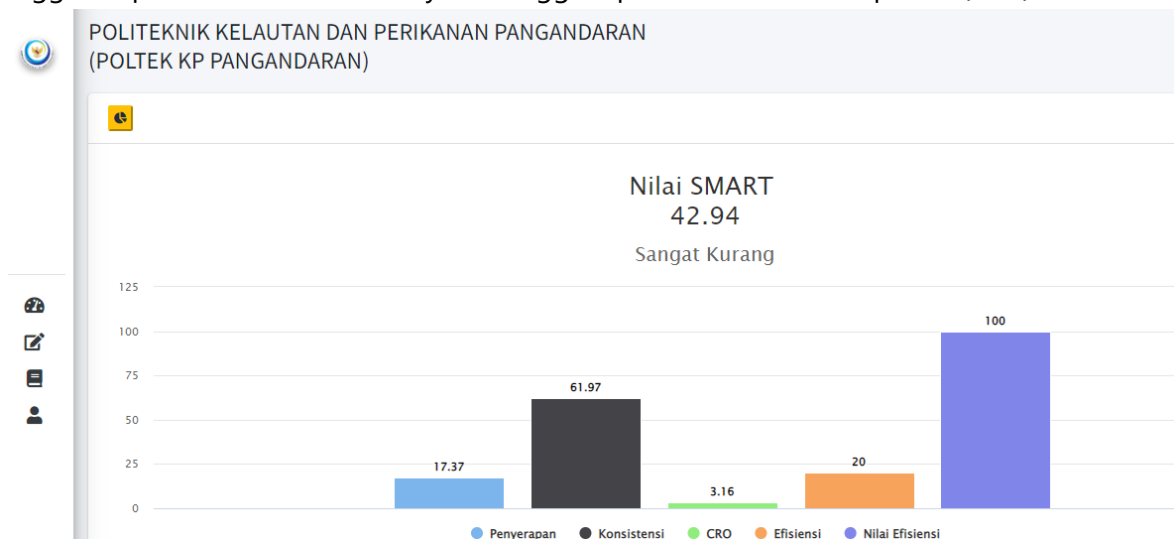 POLITEKNIK KELAUTAN DAN PERIKANAN PANGANDARAN
(POLTEK KP PANGANDARAN)
Nilai SMART
42.94
Sangat Kurang
125
100
75
50
25
0
17.37
61.97
3.16
20
100
Penyerapan Konsistensi CRO Efisiensi Nilai Efisiensi